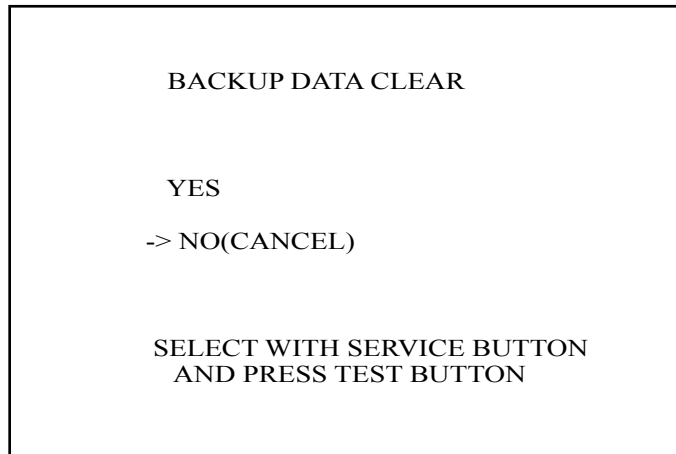 BACKUP DATA CLEAR
YES
-> NO(CANCEL)
SELECT WITH SERVICE BUTTON
AND PRESS TEST BUTTON